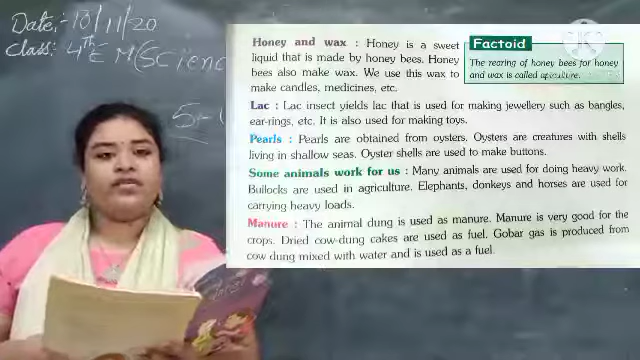 Date:- 10/11/20
Class: 4th E M(Scienc
5-
Honey and wax : Honey is a sweet
liquid that is made by honey bees. Honey
bees also make wax. We use this wax to
make candles, medicines, etc.
Factoid
The rearing of honey bees for honey
and wax is called apiculture.
Lac : Lac insect yields lac that is used for making jewellery such as bangles,
ear-rings, etc. It is also used for making toys.
Pearls : Pearls are obtained from oysters. Oysters are creatures with shells
living in shallow seas. Oyster shells are used to make buttons.
Some animals work for us : Many animals are used for doing heavy work.
Bullocks are used in agriculture. Elephants, donkeys and horses are used for
carrying heavy loads.
Manure : The animal dung is used as manure. Manure is very good for the
crops. Dried cow-dung cakes are used as fuel. Gobar gas is produced from
cow dung mixed with water and is used as a fuel.